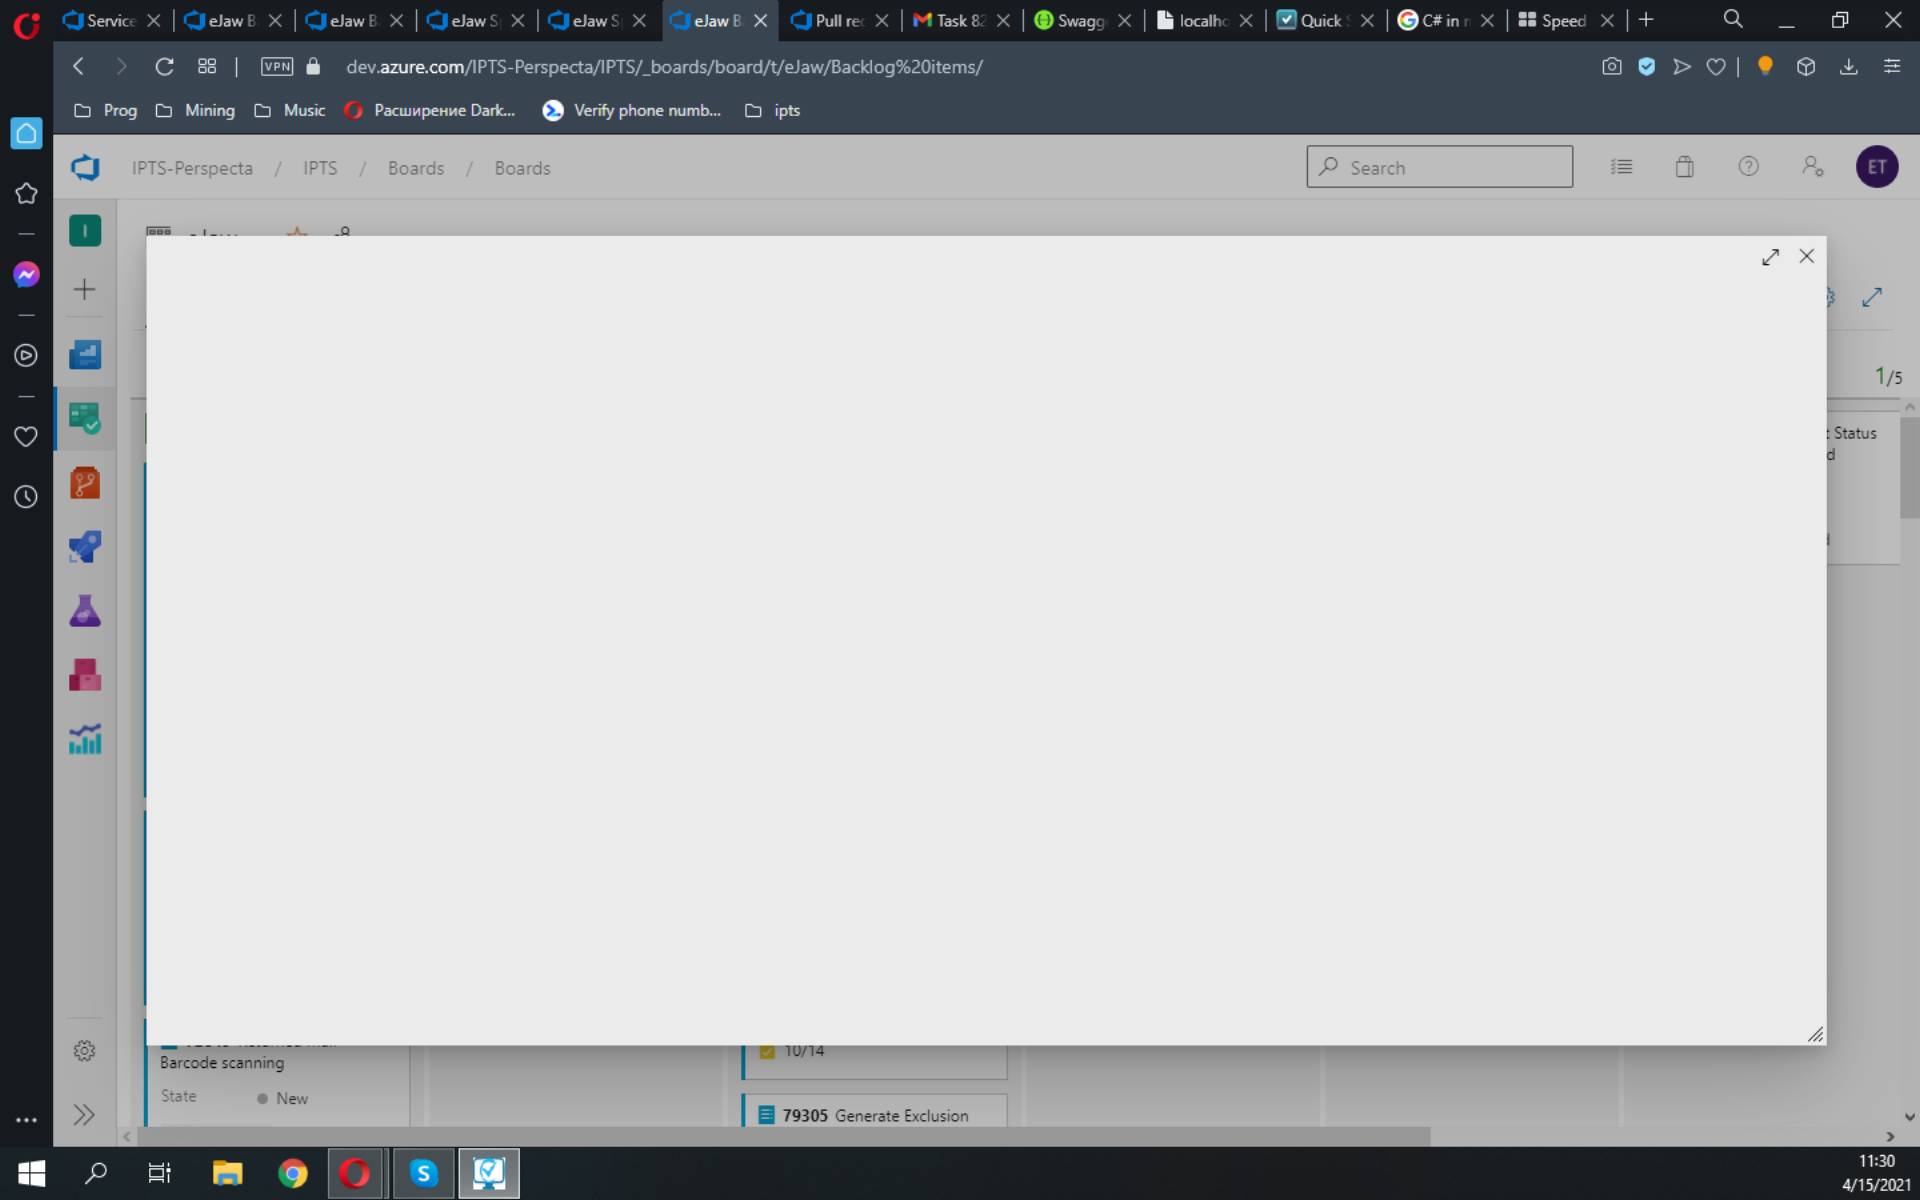 Service
eJaw B
eJaw B
eJaw S
eJaw S
eJaw B
Pull rec
Task 82
Swagg
localho
Quick S
C# in r
Speed
VPN
dev.azure.com/IPTS-Perspecta/IPTS/_boards/board/t/eJaw/Backlog%20items/
Prog
Mining
Music
Расширение Dark...
Verify phone numb...
ipts
IPTS-Perspecta / IPTS / Boards / Boards
Search
ET
I
1/5
t Status
d
Barcode scanning
State
New
10/14
79305 Generate Exclusion
11:30
4/15/2021